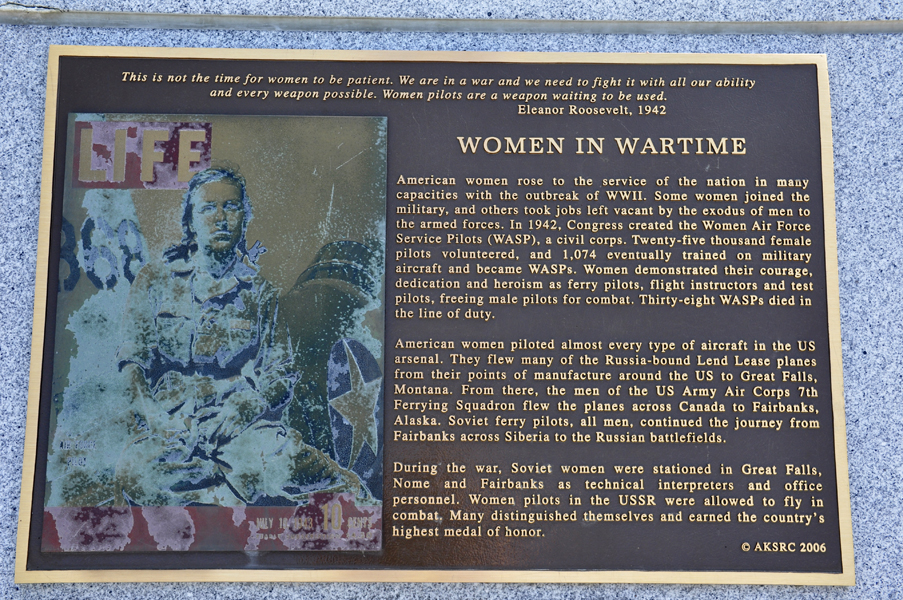 This is not the time for women to be patient. We are in a war and we need to fight it with all our ability
and every weapon possible. Women pilots are a weapon waiting to be used.
Eleanor Roosevelt, 1942
LIFE
WOMEN IN WARTIME
American women rose to the service of the nation in many
capacities with the outbreak of WWII. Some women joined the
military, and others took jobs left vacant by the exodus of men to
the armed forces. In 1942, Congress created the Women Air Force
Service Pilots (WASP), a civil corps. Twenty-five thousand female
pilots volunteered, and 1,074 eventually trained on military
aircraft and became WASPs. Women demonstrated their courage,
dedication and heroism as ferry pilots, flight instructors and test
pilots, freeing male pilots for combat. Thirty-eight WASPs died in
the line of duty.
American women piloted almost every type of aircraft in the US
arsenal. They flew many of the Russia-bound Lend Lease planes
from their points of manufacture around the US to Great Falls,
Montana. From there, the men of the US Army Air Corps 7th
Ferrying Squadron flew the planes across Canada to Fairbanks,
Alaska. Soviet ferry pilots, all men, continued the journey from
Fairbanks across Siberia to the Russian battlefields.
During the war, Soviet women were stationed in Great Falls,
Nome and Fairbanks as technical interpreters and office
personnel. Women pilots in the USSR were allowed to fly in
combat. Many distinguished themselves and earned the country's
highest medal of honor.
JULY 10 CENTS
© AKSRC 2006